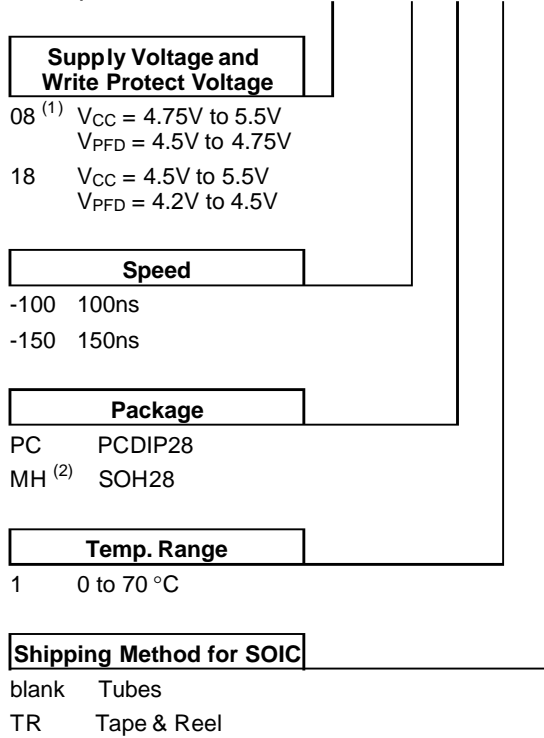 Supply Voltage and
Write Protect Voltage
08 (1) VCC = 4.75V to 5.5V
VPFD = 4.5V to 4.75V
18 VCC = 4.5V to 5.5V
VPFD = 4.2V to 4.5V
Speed
-100 100ns
-150 150ns
Package
PC PCDIP28
MH (2) SOH28
Temp. Range
1 0 to 70 °C
Shipping Method for SOIC
blank Tubes
TR Tape & Reel